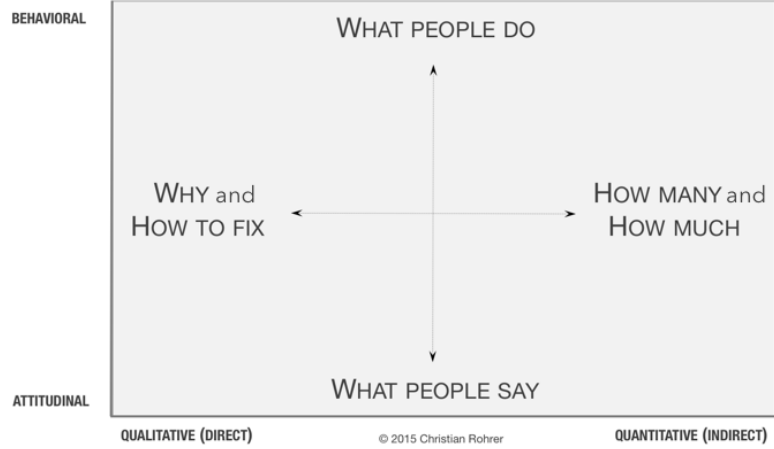 BEHAVIORAL
WHAT PEOPLE DO
WHY and
HOW TO FIX
HOW MANY and
HOW MUCH
WHAT PEOPLE SAY
ATTITUDINAL
QUALITATIVE (DIRECT)
© 2015 Christian Rohrer
QUANTITATIVE (INDIRECT)